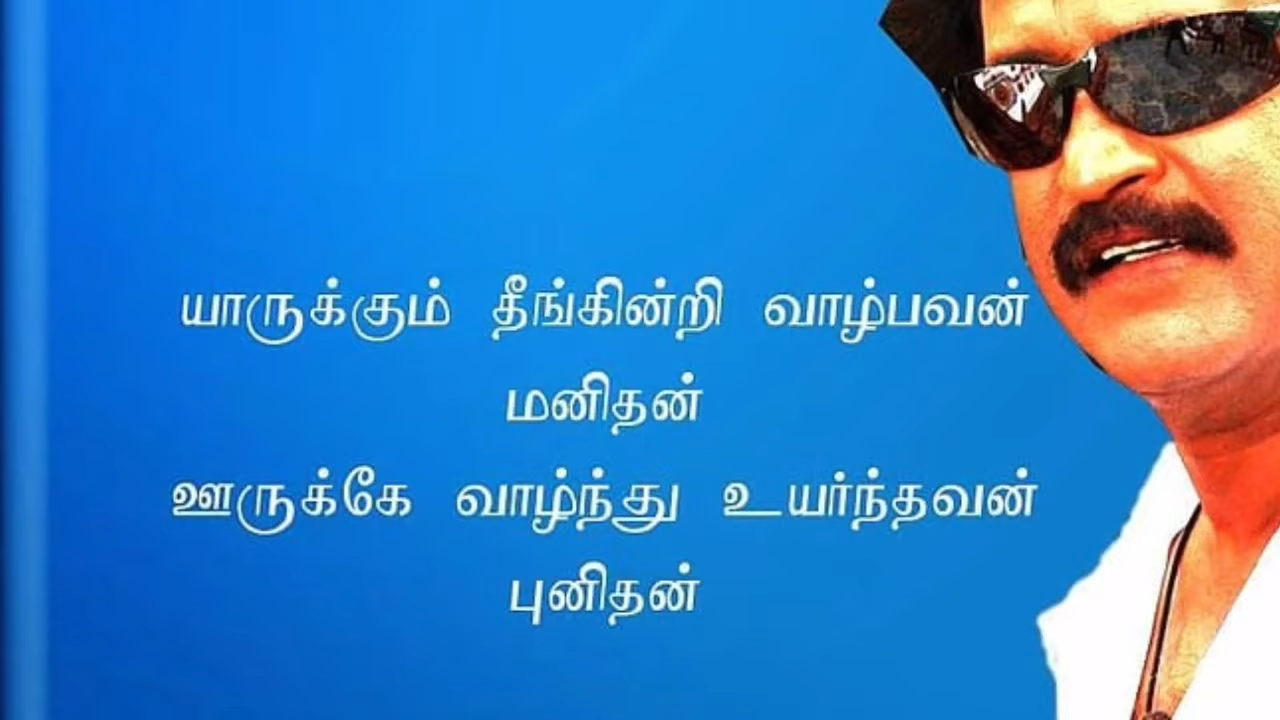 யாருக்கும் தீங்கின்றி வாழ்பவன்
மனிதன்
ஊருக்கே வாழ்ந்து உயர்ந்தவன்
புனிதன்